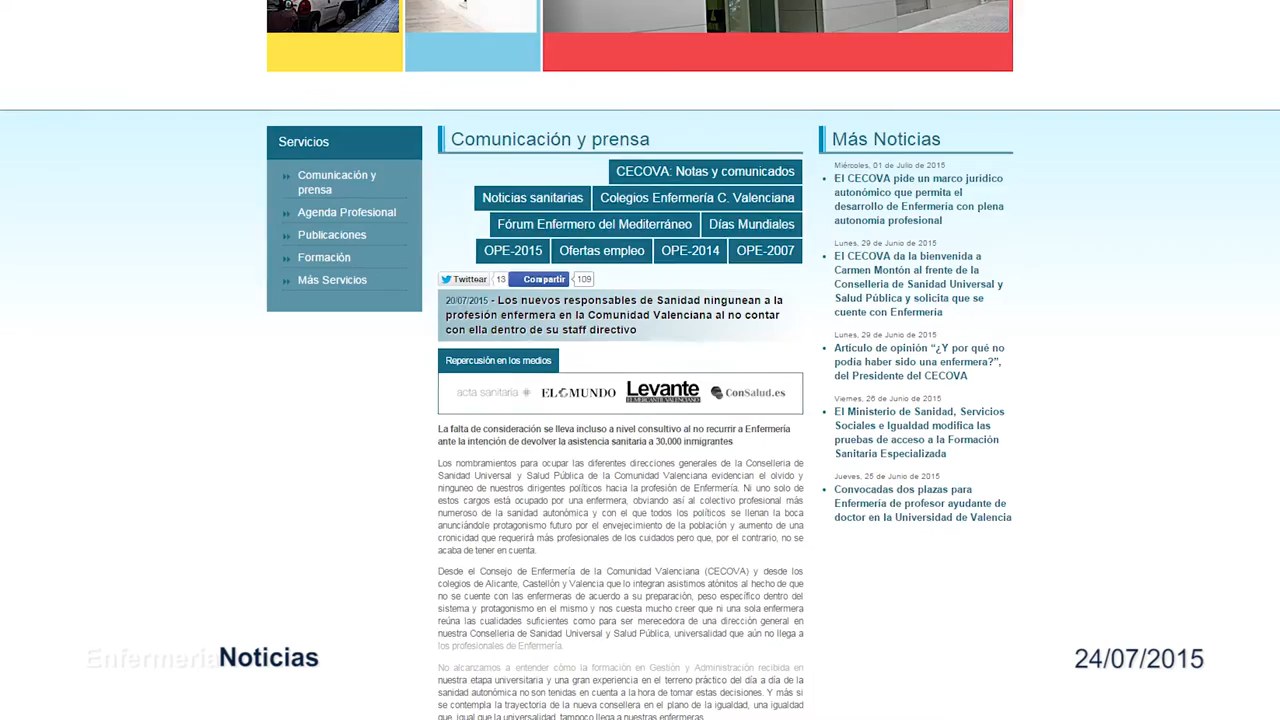 Servicios
Comunicación y
prensa
Agenda Profesional
Publicaciones
Formación
Más Servicios
Comunicación y prensa
CECOVA: Notas y comunicados
Noticias sanitarias
Colegios Enfermería C. Valenciana
Fórum Enfermero del Mediterráneo
Días Mundiales
OPE-2015
Ofertas empleo
OPE-2014
OPE-2007
Twittear
13
Compartir
109
20/07/2015 - Los nuevos responsables de Sanidad ningunean a la
profesión enfermera en la Comunidad Valenciana al no contar
con ella dentro de su staff directivo
Repercusión en los medios
acta sanitaria
EL MUNDO
Levante
EL MERCANTIL VALENCIANO
ConSalud.es
La falta de consideración se lleva incluso a nivel consultivo al no recurrir a Enfermería
ante la intención de devolver la asistencia sanitaria a 30.000 inmigrantes
Los nombramientos para ocupar las diferentes direcciones generales de la Conselleria de
Sanidad Universal y Salud Pública de la Comunidad Valenciana evidencian el olvido y
ninguneo de nuestros dirigentes políticos hacia la profesión de Enfermería. Ni uno solo de
estos cargos está ocupado por una enfermera, obviando así al colectivo profesional más
numeroso de la sanidad autonómica y con el que todos los políticos se llenan la boca
anunciándole protagonismo futuro por el envejecimiento de la población y aumento de una
cronicidad que requerirá más profesionales de los cuidados pero que, por el contrario, no se
acaba de tener en cuenta.
Desde el Consejo de Enfermería de la Comunidad Valenciana (CECOVA) y desde los
colegios de Alicante, Castellón y Valencia que lo integran asistimos atónitos al hecho de que
no se cuente con las enfermeras de acuerdo a su preparación, peso específico dentro del
sistema y protagonismo en el mismo y nos cuesta mucho creer que ni una sola enfermera
reúna las cualidades suficientes como para ser merecedora de una dirección general en
nuestra Conselleria de Sanidad Universal y Salud Pública, universalidad que aún no llega a
los profesionales de Enfermería.
No alcanzamos a entender cómo la formación en Gestión y Administración recibida en
nuestra etapa universitaria y una gran experiencia en el terreno práctico del día a día de la
sanidad autonómica no son tenidas en cuenta a la hora de tomar estas decisiones. Y más si
se contempla la trayectoria de la nueva consellera en el plano de la igualdad, una igualdad
que, igual que la universalidad, tampoco llega a nuestras enfermeras.
Más Noticias
Miércoles, 01 de Julio de 2015
El CECOVA pide un marco jurídico
autonómico que permita el
desarrollo de Enfermería con plena
autonomía profesional
Lunes, 29 de Junio de 2015
El CECOVA da la bienvenida a
Carmen Montón al frente de la
Conselleria de Sanidad Universal y
Salud Pública y solicita que se
cuente con Enfermería
Lunes, 29 de Junio de 2015
Artículo de opinión “¿Y por qué no
podía haber sido una enfermera?”,
del Presidente del CECOVA
Viernes, 26 de Junio de 2015
El Ministerio de Sanidad, Servicios
Sociales e Igualdad modifica las
pruebas de acceso a la Formación
Sanitaria Especializada
Jueves, 25 de Junio de 2015
Convocadas dos plazas para
Enfermería de profesor ayudante de
doctor en la Universidad de Valencia
EnfermeriaNoticias
24/07/2015